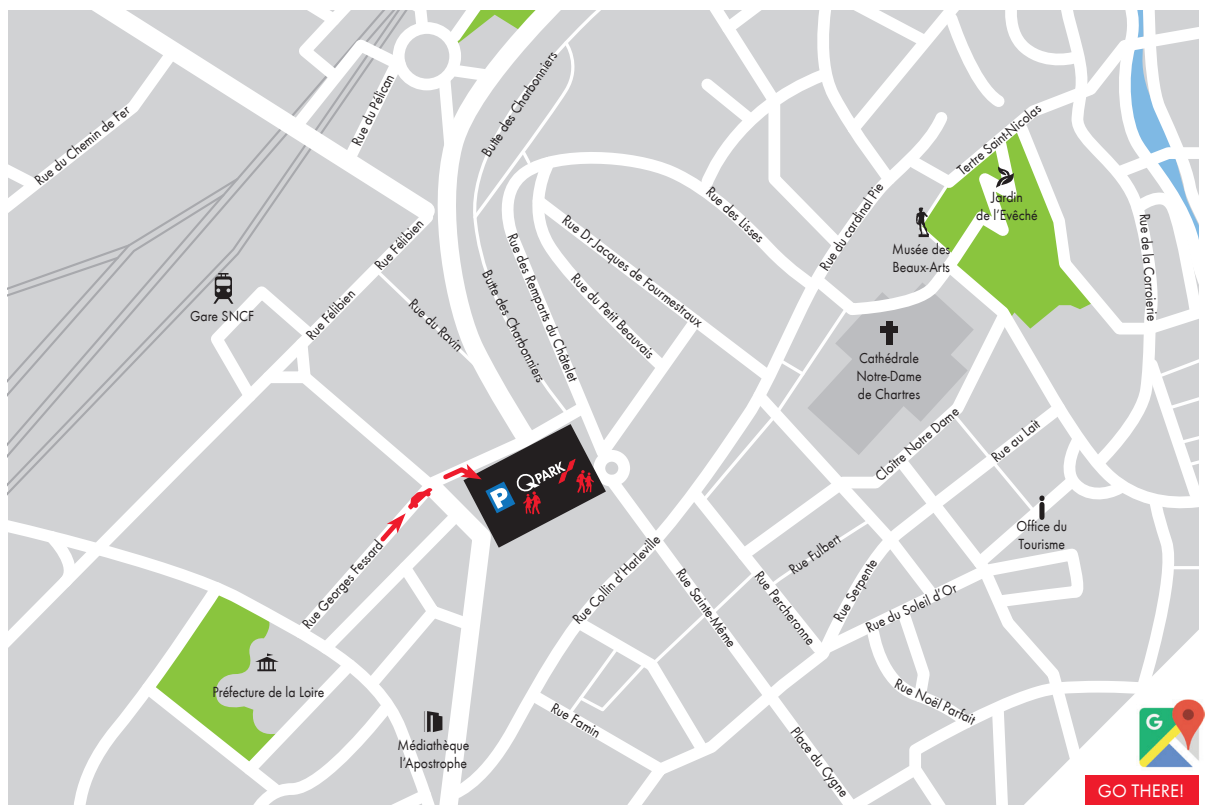 Rue du Chemin de Fer
Rue du Pélican
Butte des Charbonniers
Tertre Saint-Nicolas
Jardin
de l'Evêché
Rue du cardinal Pie
Rue des Lisses
Musée des
Beaux-Arts
Rue de la Corroierie
Rue Félibien
Rue Dr Jacques de Fourmestraux
Rue des Remparts du Châtelet
Rue du Petit Beauvais
Gare SNCF
Rue Félibien
Rue du Ravin
Butte des Charbonniers
Cathédrale
Notre-Dame
de Chartres
Cloître Notre Dame
Rue au Lait
P
QPARK
Office du
Tourisme
Rue Georges Fessard
Rue Collin d'Harleville
Rue Sainte-Même
Rue Percheronne
Rue Fulbert
Rue Serpente
Rue du Soleil d'Or
Préfecture de la Loire
Rue Noël Parfait
Rue Famin
Place du Cygne
Médiathèque
l'Apostrophe
G
GO THERE!